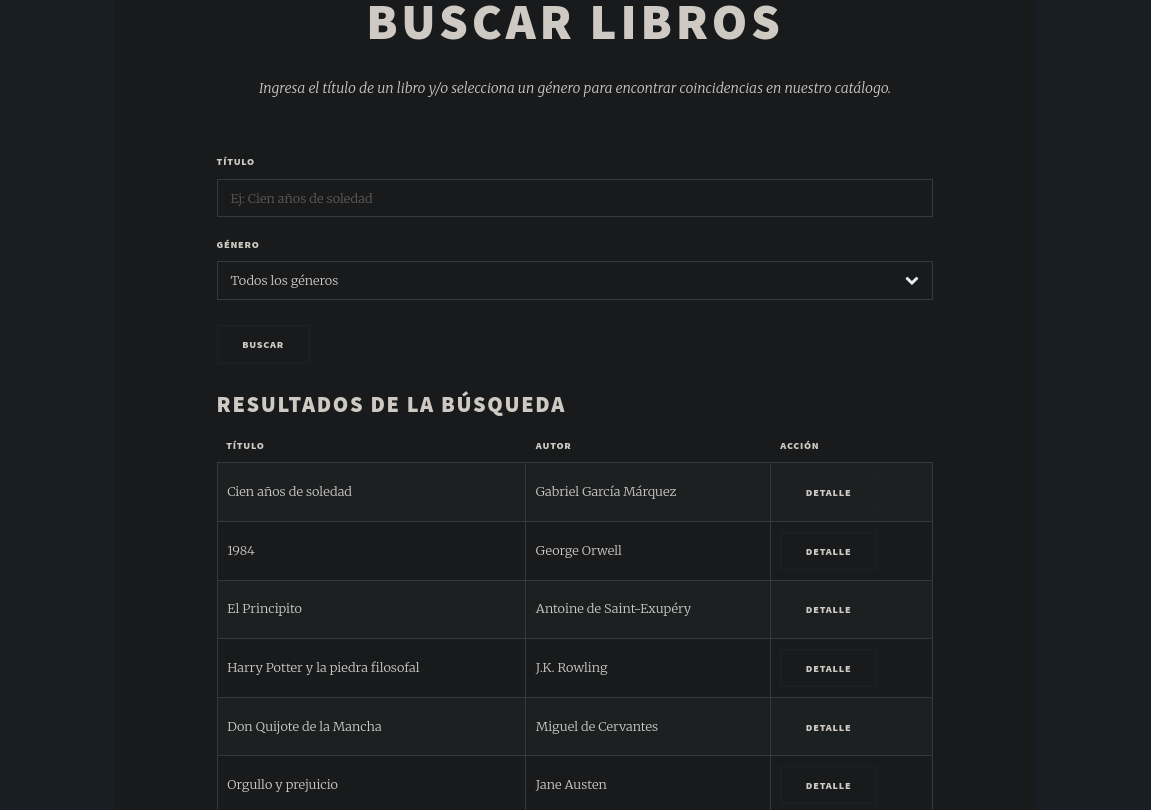 BUSCAR LIBROS
Ingresa el título de un libro y/o selecciona un género para encontrar coincidencias en nuestro catálogo.
TÍTULO
Ej: Cien años de soledad
GÉNERO
Todos los géneros
BUSCAR
RESULTADOS DE LA BÚSQUEDA
TÍTULO AUTOR ACCIÓN
Cien años de soledad Gabriel García Márquez DETALLE
1984 George Orwell DETALLE
El Principito Antoine de Saint-Exupéry DETALLE
Harry Potter y la piedra filosofal J.K. Rowling DETALLE
Don Quijote de la Mancha Miguel de Cervantes DETALLE
Orgullo y prejuicio Jane Austen DETALLE